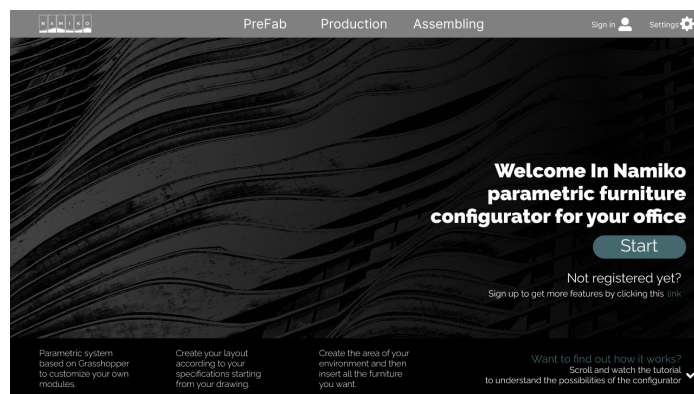 NAMIKO
PreFab
Production
Assembling
Sign in
Settings
Welcome In Namiko
parametric furniture
configurator for your office
Start
Not registered yet?
Sign up to get more features by clicking this link
Parametric system
based on Grasshopper
to customize your own
modules.
Create your layout
according to your
specifications starting
from your drawing.
Create the area of your
environment and then
insert all the furniture
you want.
Want to find out how it works?
Scroll and watch the tutorial
to understand the possibilities of the configurator